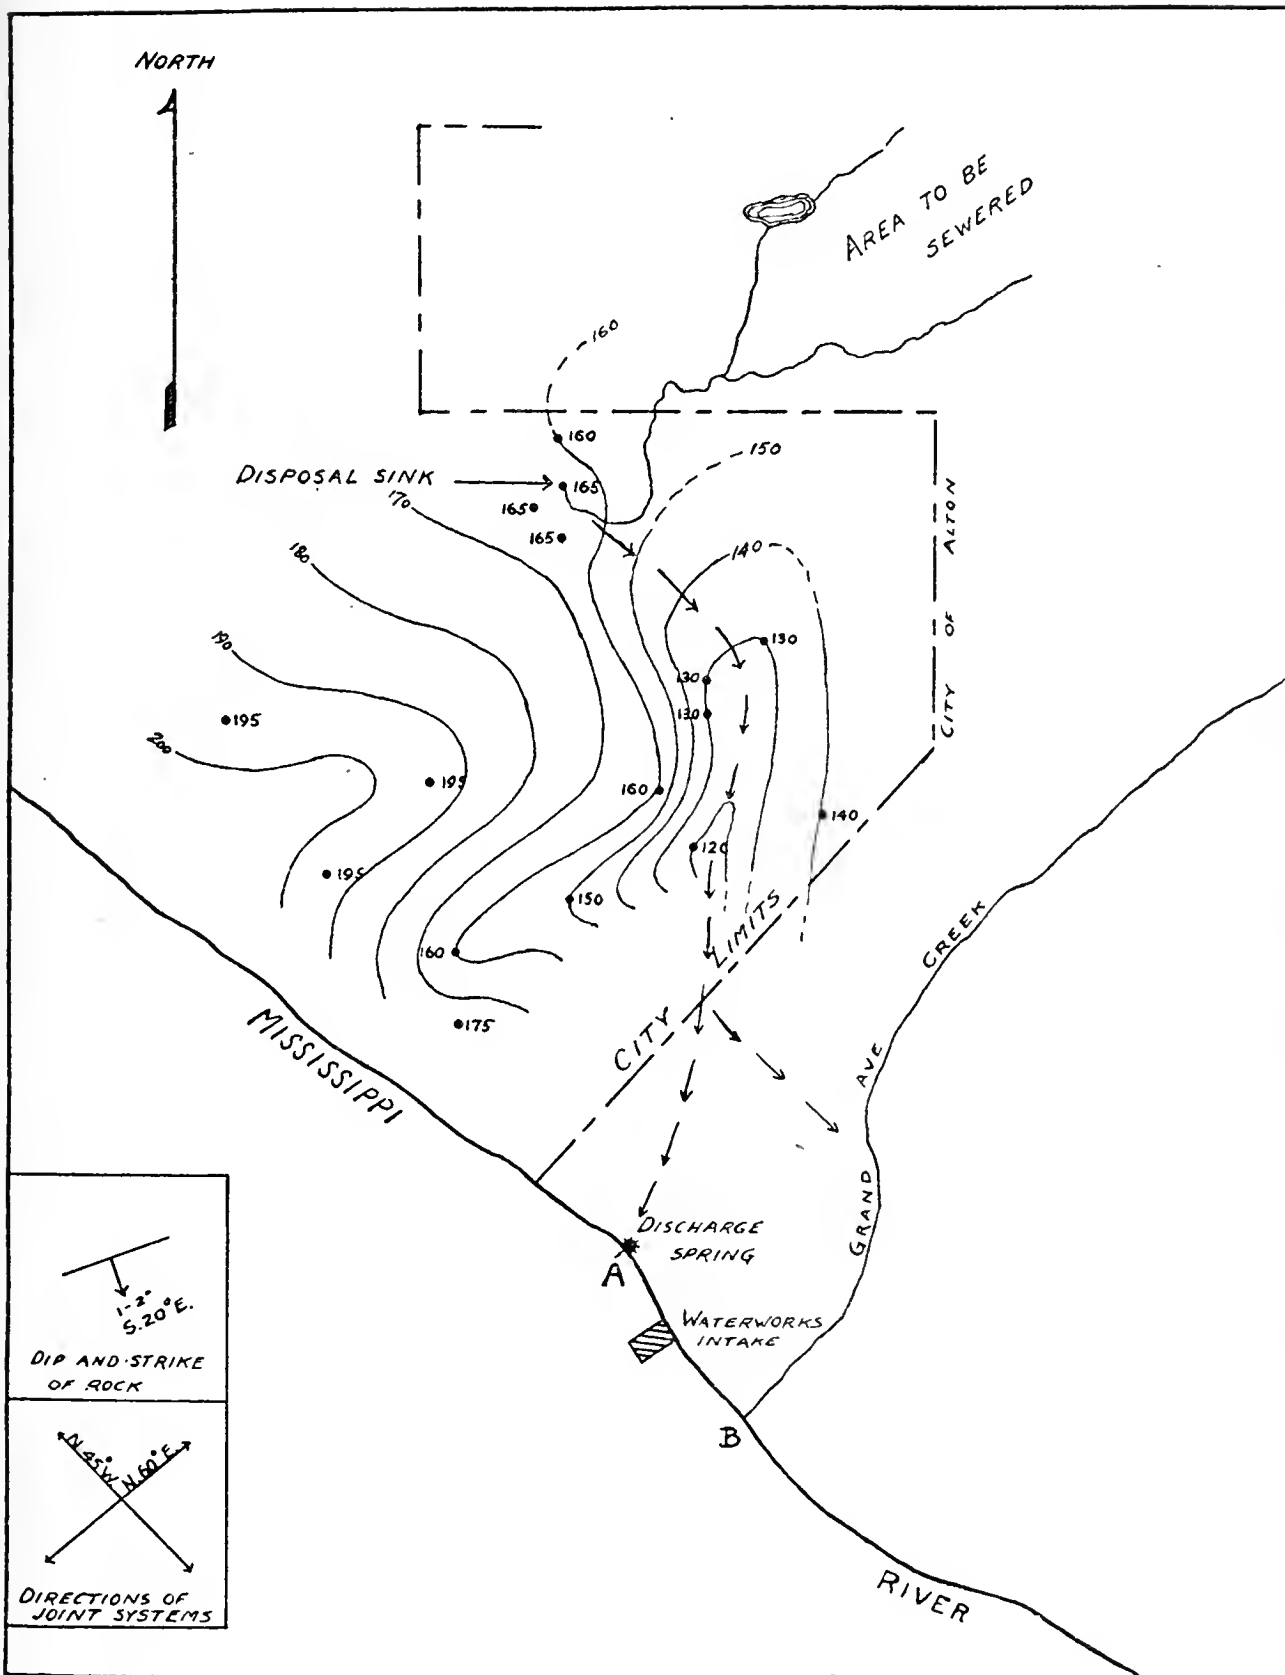 NORTH
AREA TO BE
SEWERED
160
160
150
DISPOSAL SINK
165
170
165
165
180
140
190
130
130
130
195
200
195
160
140
120
195
150
160
175
CITY OF ALTON
CITY LIMITS
GRAND AVE CREEK
MISSISSIPPI
RIVER
DISCHARGE
SPRING
A
WATERWORKS
INTAKE
B
1-2°
S.20°E.
DIP AND STRIKE
OF ROCK
N.45°W.
N.60°E.
DIRECTIONS OF
JOINT SYSTEMS